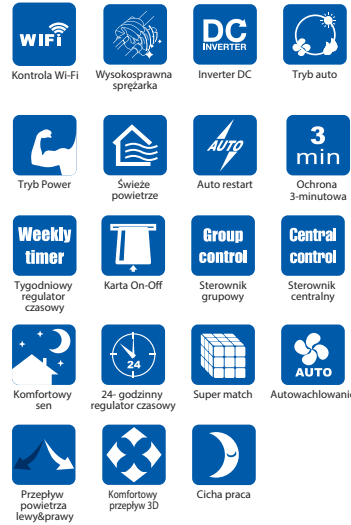 WiFi
DC
INVERTER
Kontrola Wi-Fi
Wysokosprawna
sprężarka
Inverter DC
Tryb auto
AUTO
3
min
Tryb Power
Świeże
powietrze
Auto restart
Ochrona
3-minutowa
Weekly
timer
Group
control
Central
control
Tygodniowy
regulator
czasowy
Karta On-Off
Sterownik
grupowy
Sterownik
centralny
24
AUTO
Komfortowy
sen
24- godzinny
regulator czasowy
Super match
Autowachlowanie
Przepływ
powietrza
lewy&prawy
Komfortowy
przepływ 3D
Cicha praca